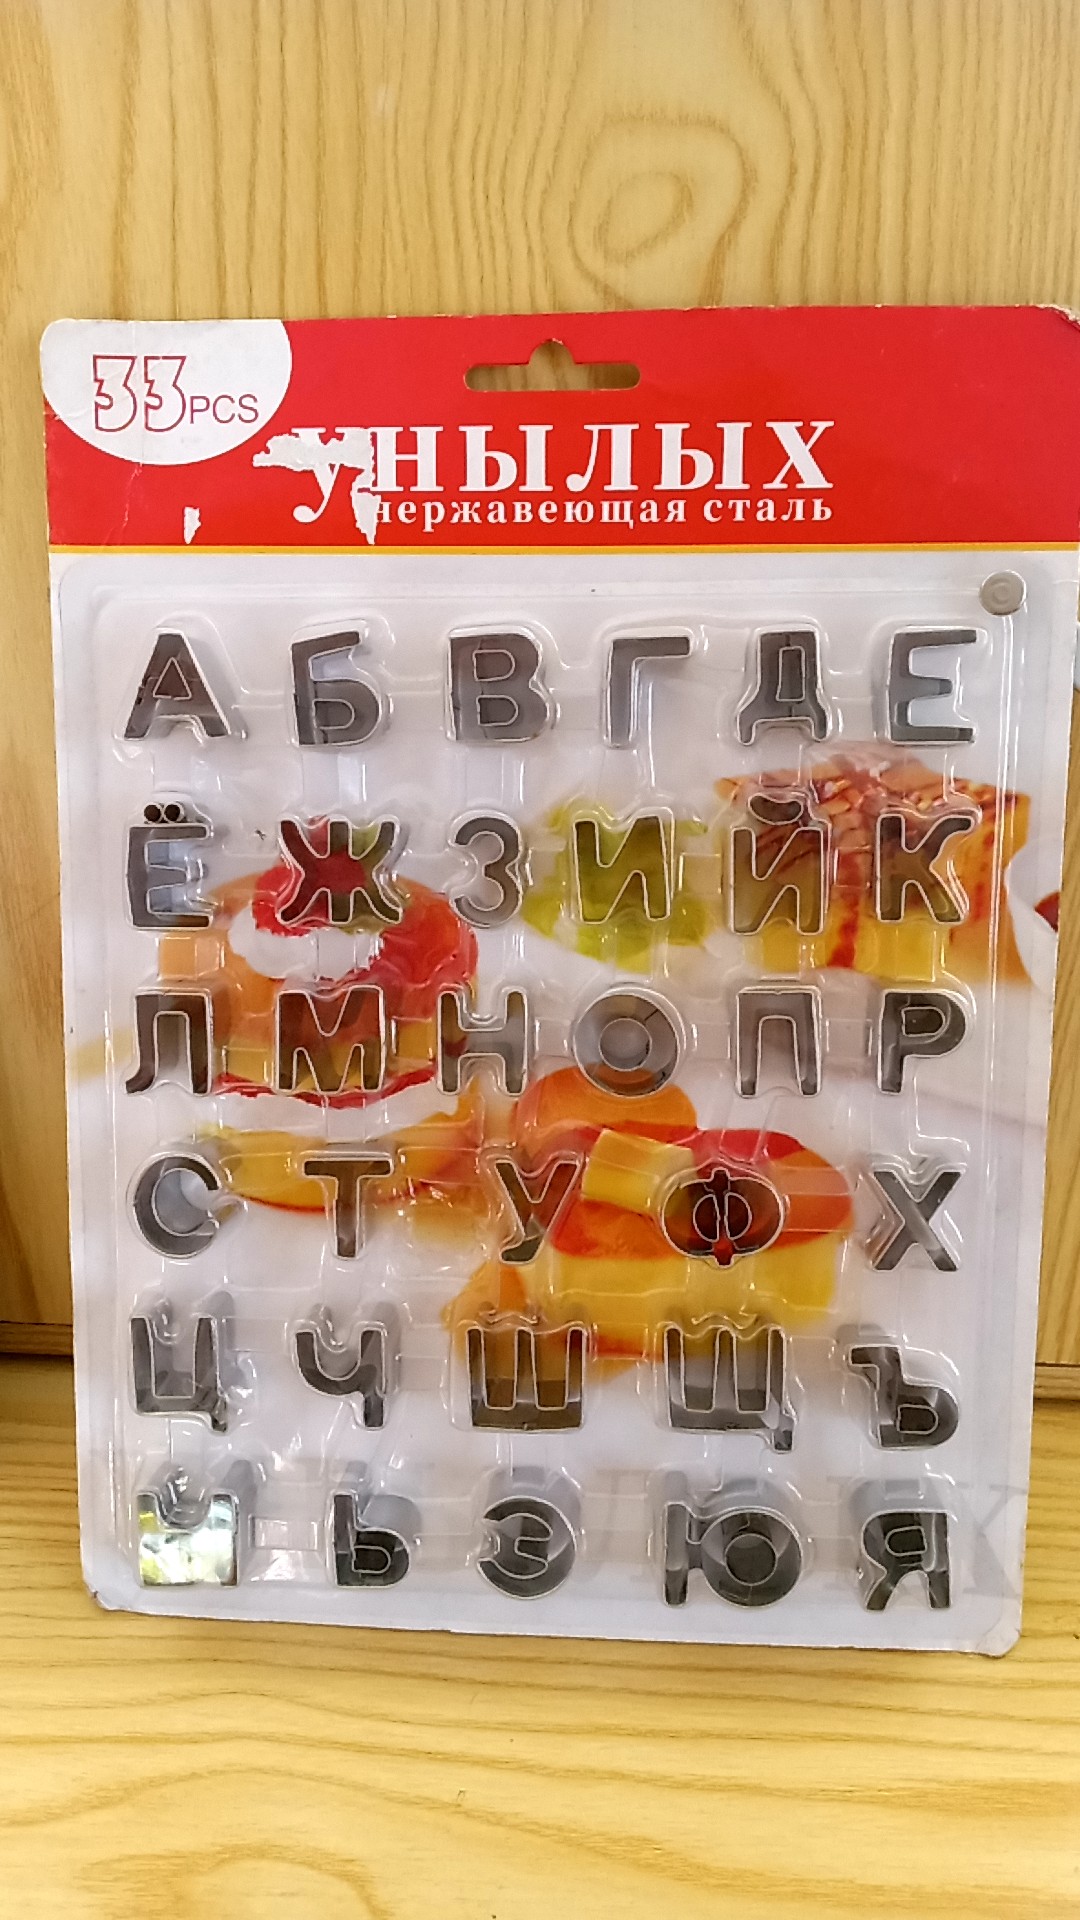 33PCS
УНЫЛЫХ
нержавеющая сталь
А Б В Г Д Е
Ё Ж З И Й К
Л М Н О П Р
С Т У Ф Х
Ц Ч Ш Щ Ъ
Ы Ь Э Ю Я